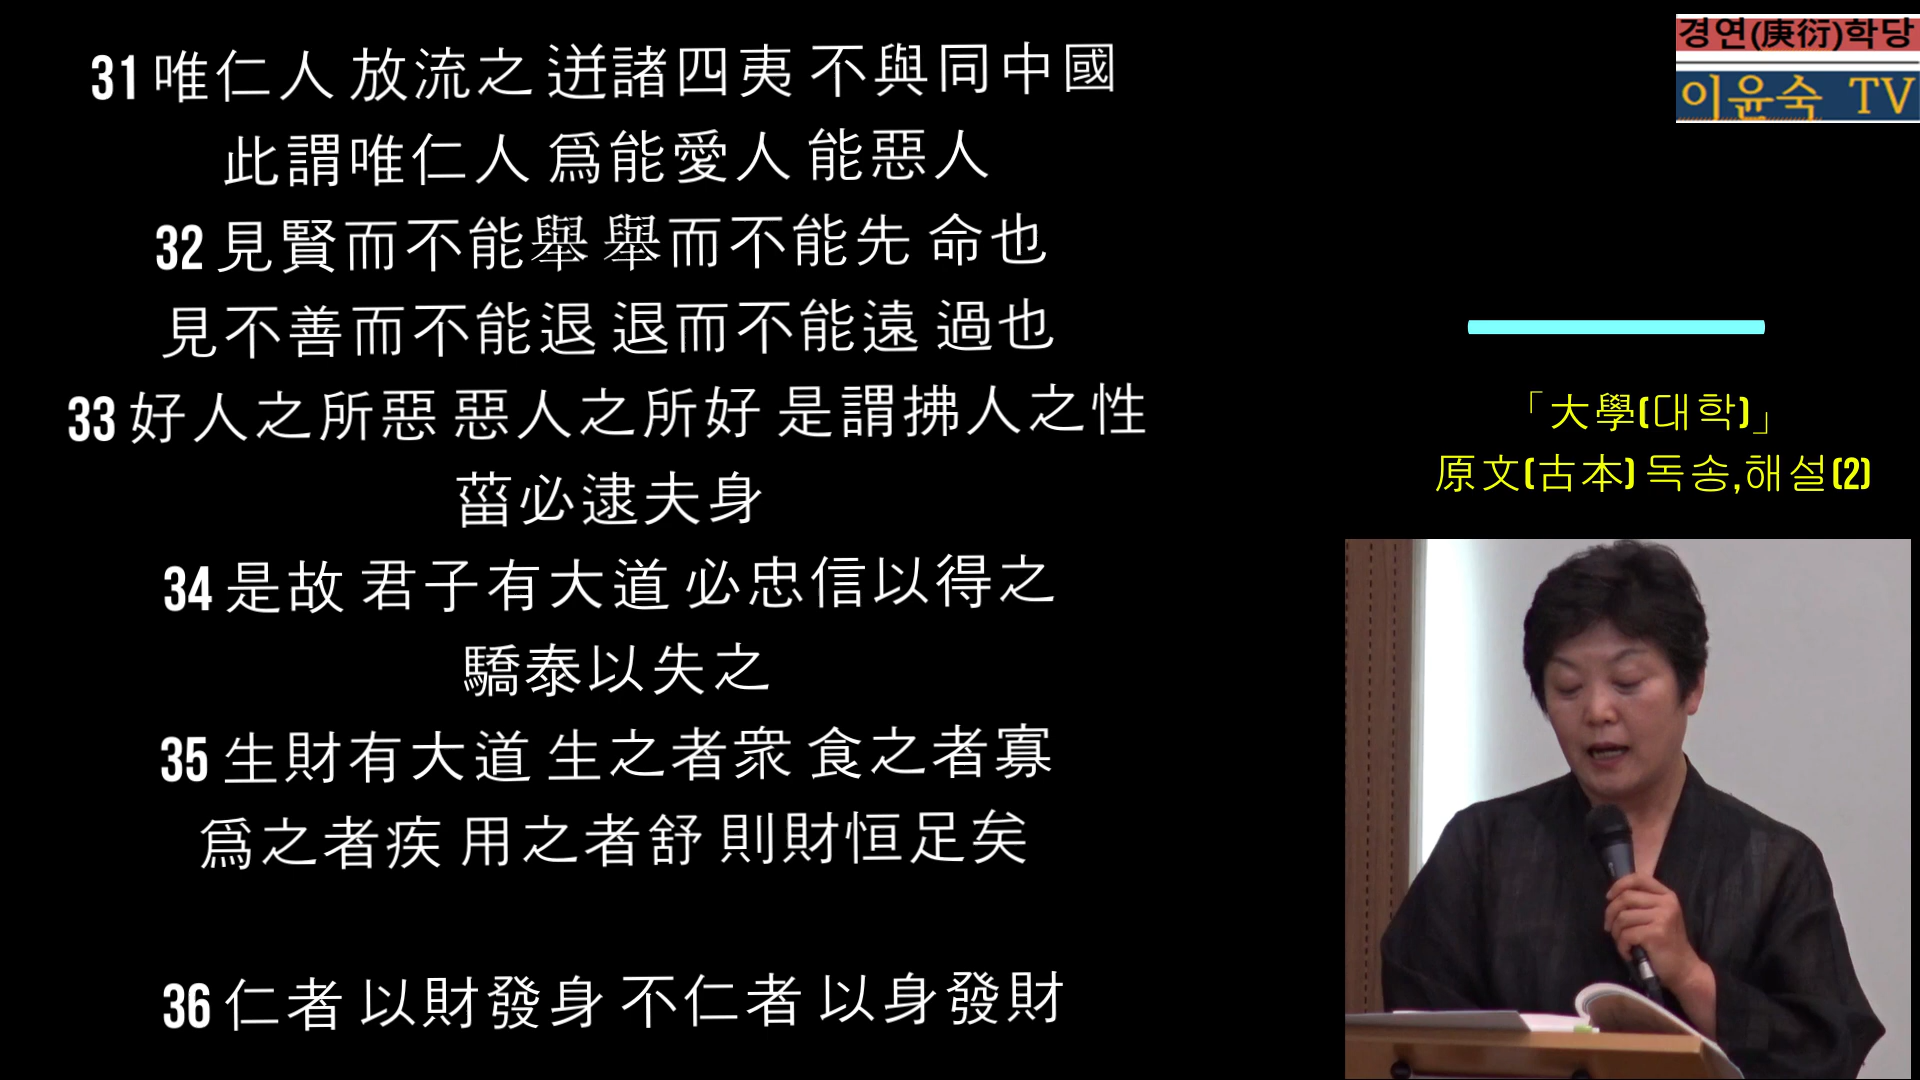 31 唯仁人 放流之 迸諸四夷 不與同中國
此謂唯仁人 爲能愛人 能惡人
32 見賢而不能舉 舉而不能先 命也
見不善而不能退 退而不能遠 過也
33 好人之所惡 惡人之所好 是謂拂人之性
菑必逮夫身
34 是故 君子有大道 必忠信以得之
驕泰以失之
35 生財有大道 生之者衆 食之者寡
爲之者疾 用之者舒 則財恒足矣
36 仁者 以財發身 不仁者 以身發財
경연(庚衍)학당
이윤숙 TV
「大學(대학)」
原文(古本) 독송,해설(2)